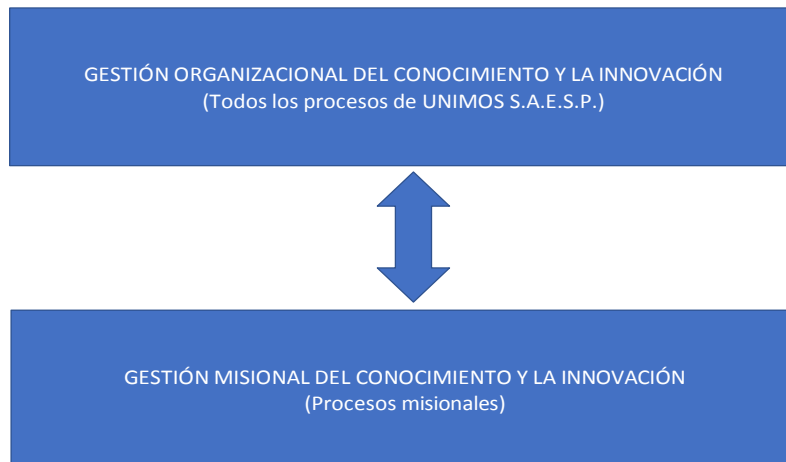 GESTIÓN ORGANIZACIONAL DEL CONOCIMIENTO Y LA INNOVACIÓN
(Todos los procesos de UNIMOS S.A.E.S.P.)
GESTIÓN MISIONAL DEL CONOCIMIENTO Y LA INNOVACIÓN
(Procesos misionales)